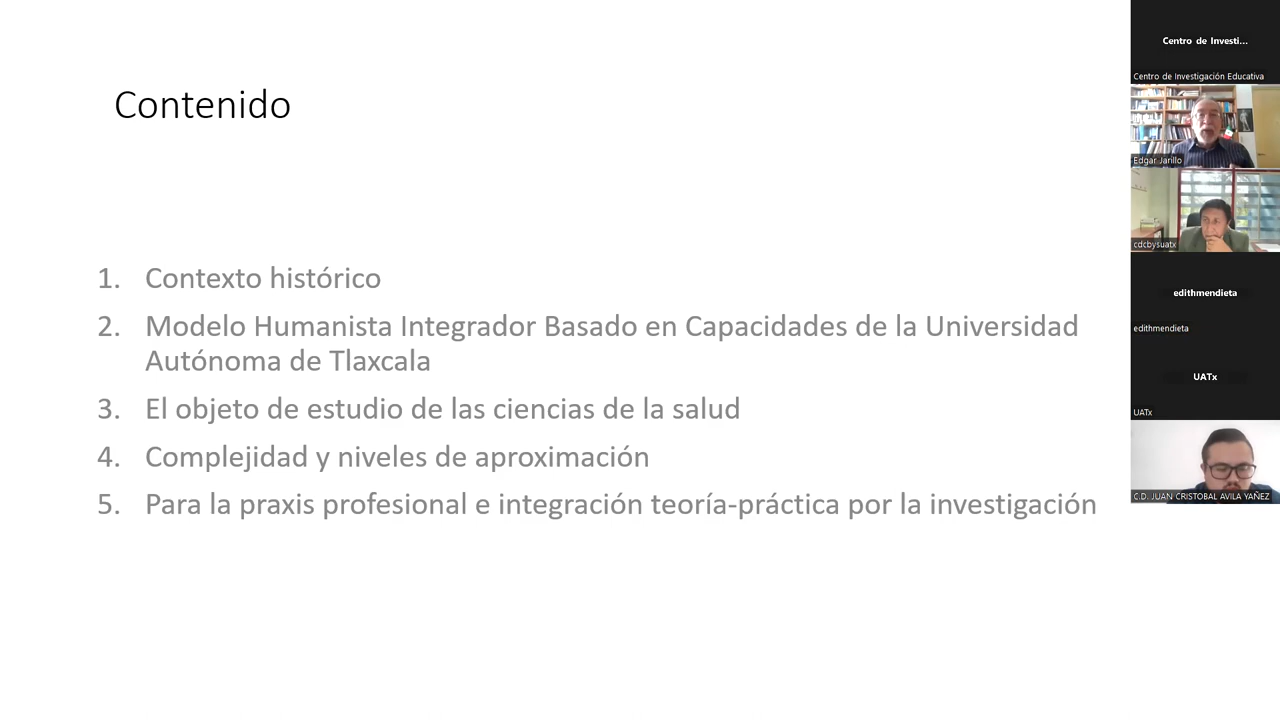 Contenido
1. Contexto histórico
2. Modelo Humanista Integrador Basado en Capacidades de la Universidad
Autónoma de Tlaxcala
3. El objeto de estudio de las ciencias de la salud
4. Complejidad y niveles de aproximación
5. Para la praxis profesional e integración teoría-práctica por la investigación
Centro de Investi...
Centro de Investigación Educativa
Edgar Jarillo
cdcbysuatx
edithmendieta
edithmendieta
UATx
UATx
C.D. JUAN CRISTOBAL AVILA YAÑEZ